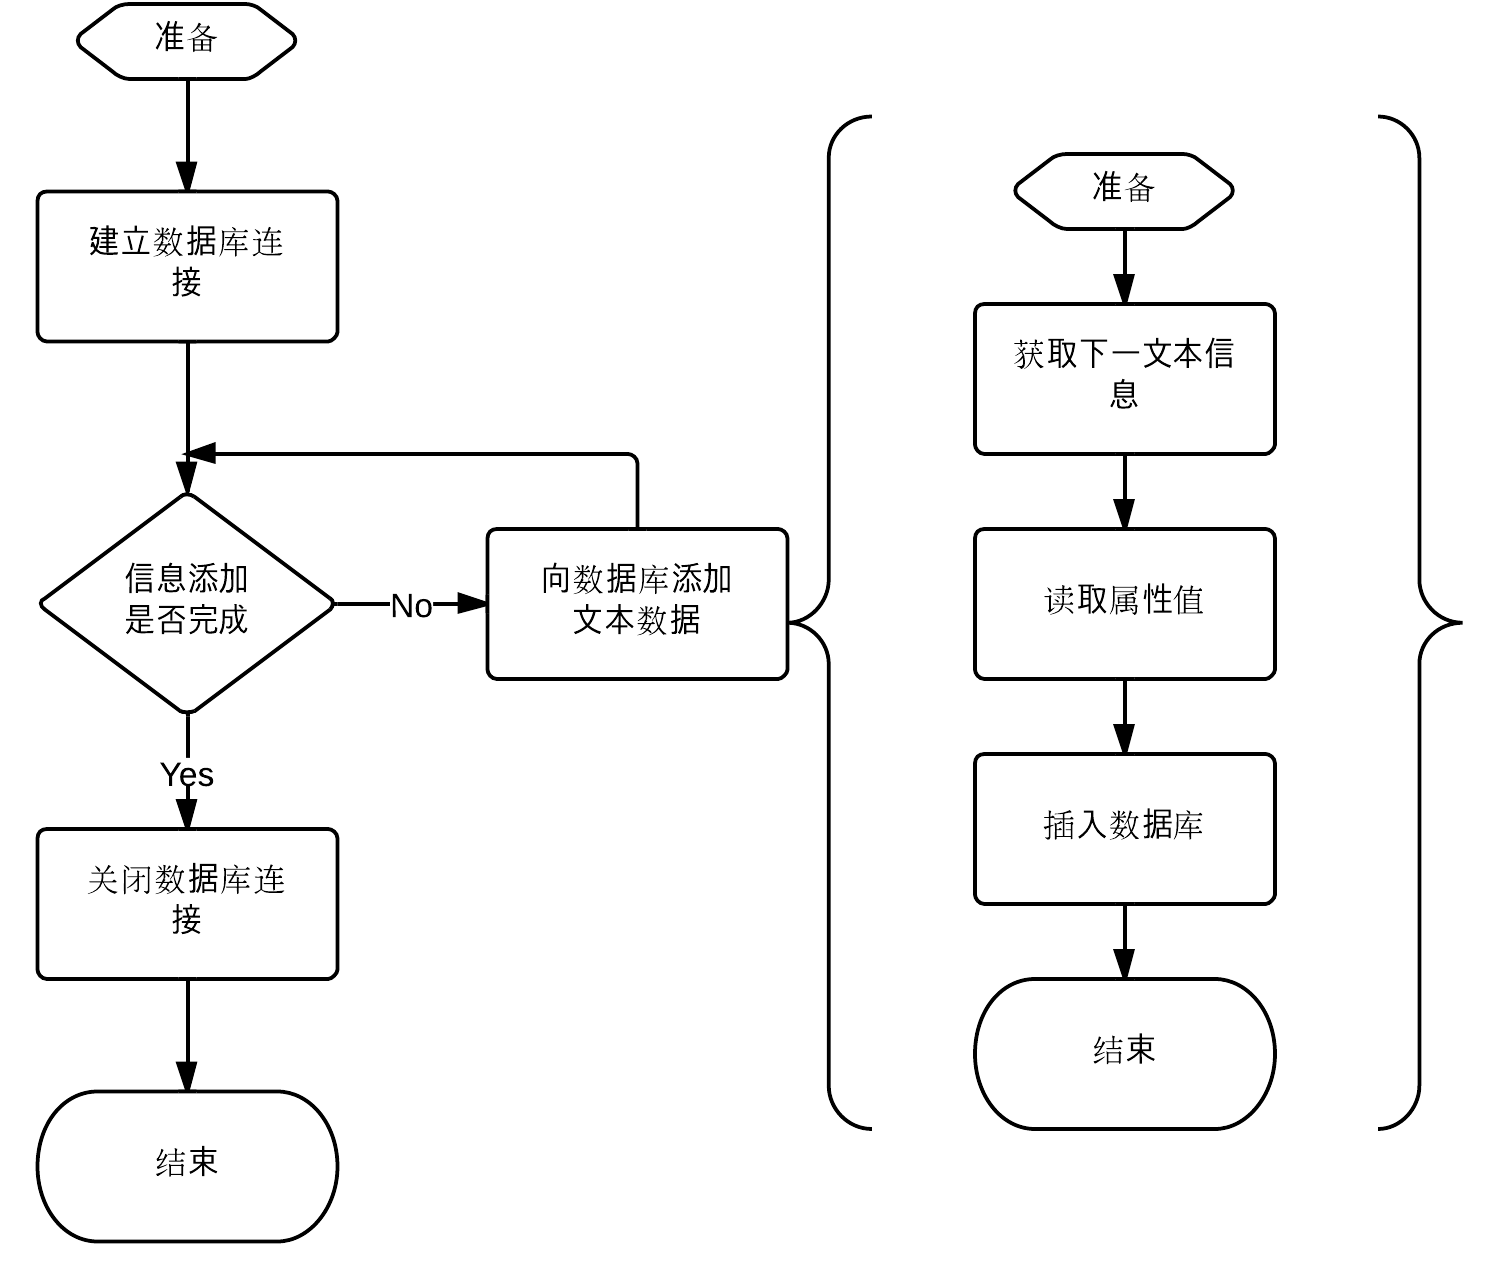 准备
建立数据库连
接
信息添加
是否完成
No
向数据库添加
文本数据
Yes
关闭数据库连
接
结束
准备
获取下一文本信
息
读取属性值
插入数据库
结束